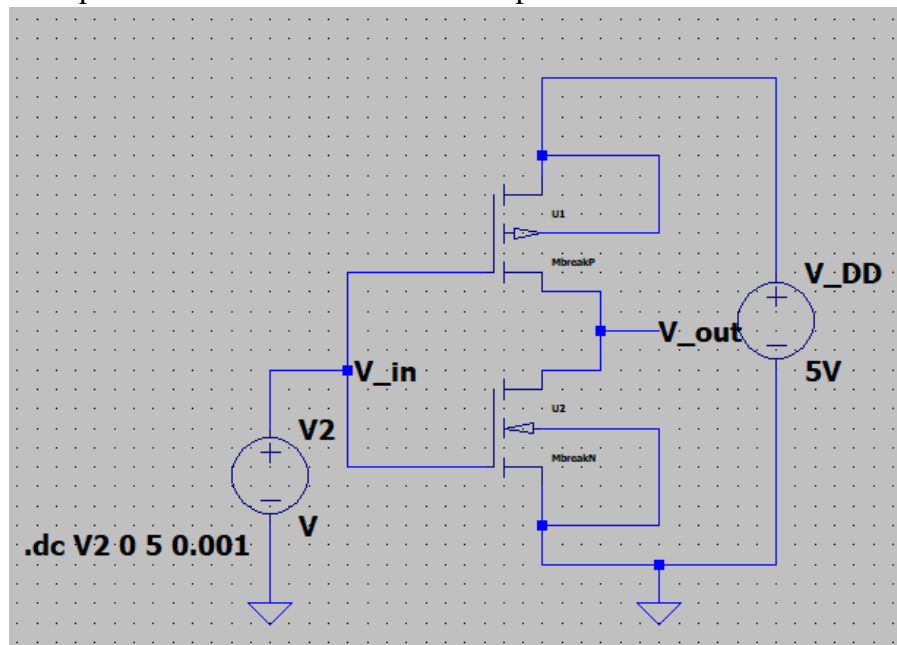 U1
MbreakP
V_DD
V_out
5V
V_in
U2
V2
MbreakN
V
.dc V2 0 5 0.001